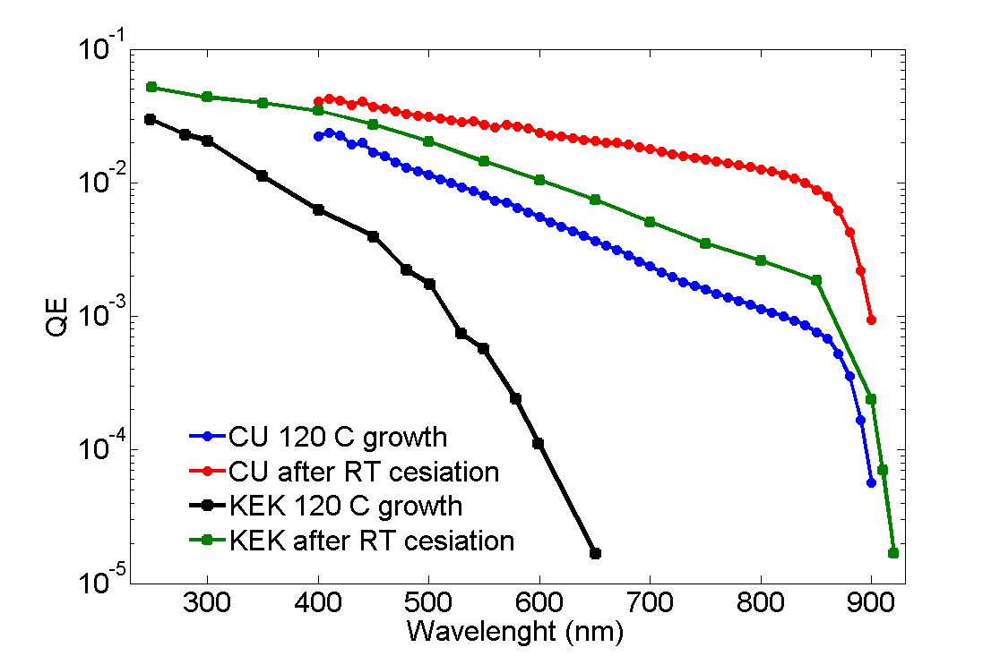 10-1
10-2
10-3
10-4
10-5
QE
CU 120 C growth
CU after RT cesiation
KEK 120 C growth
KEK after RT cesiation
300 400 500 600 700 800 900
Wavelenght (nm)